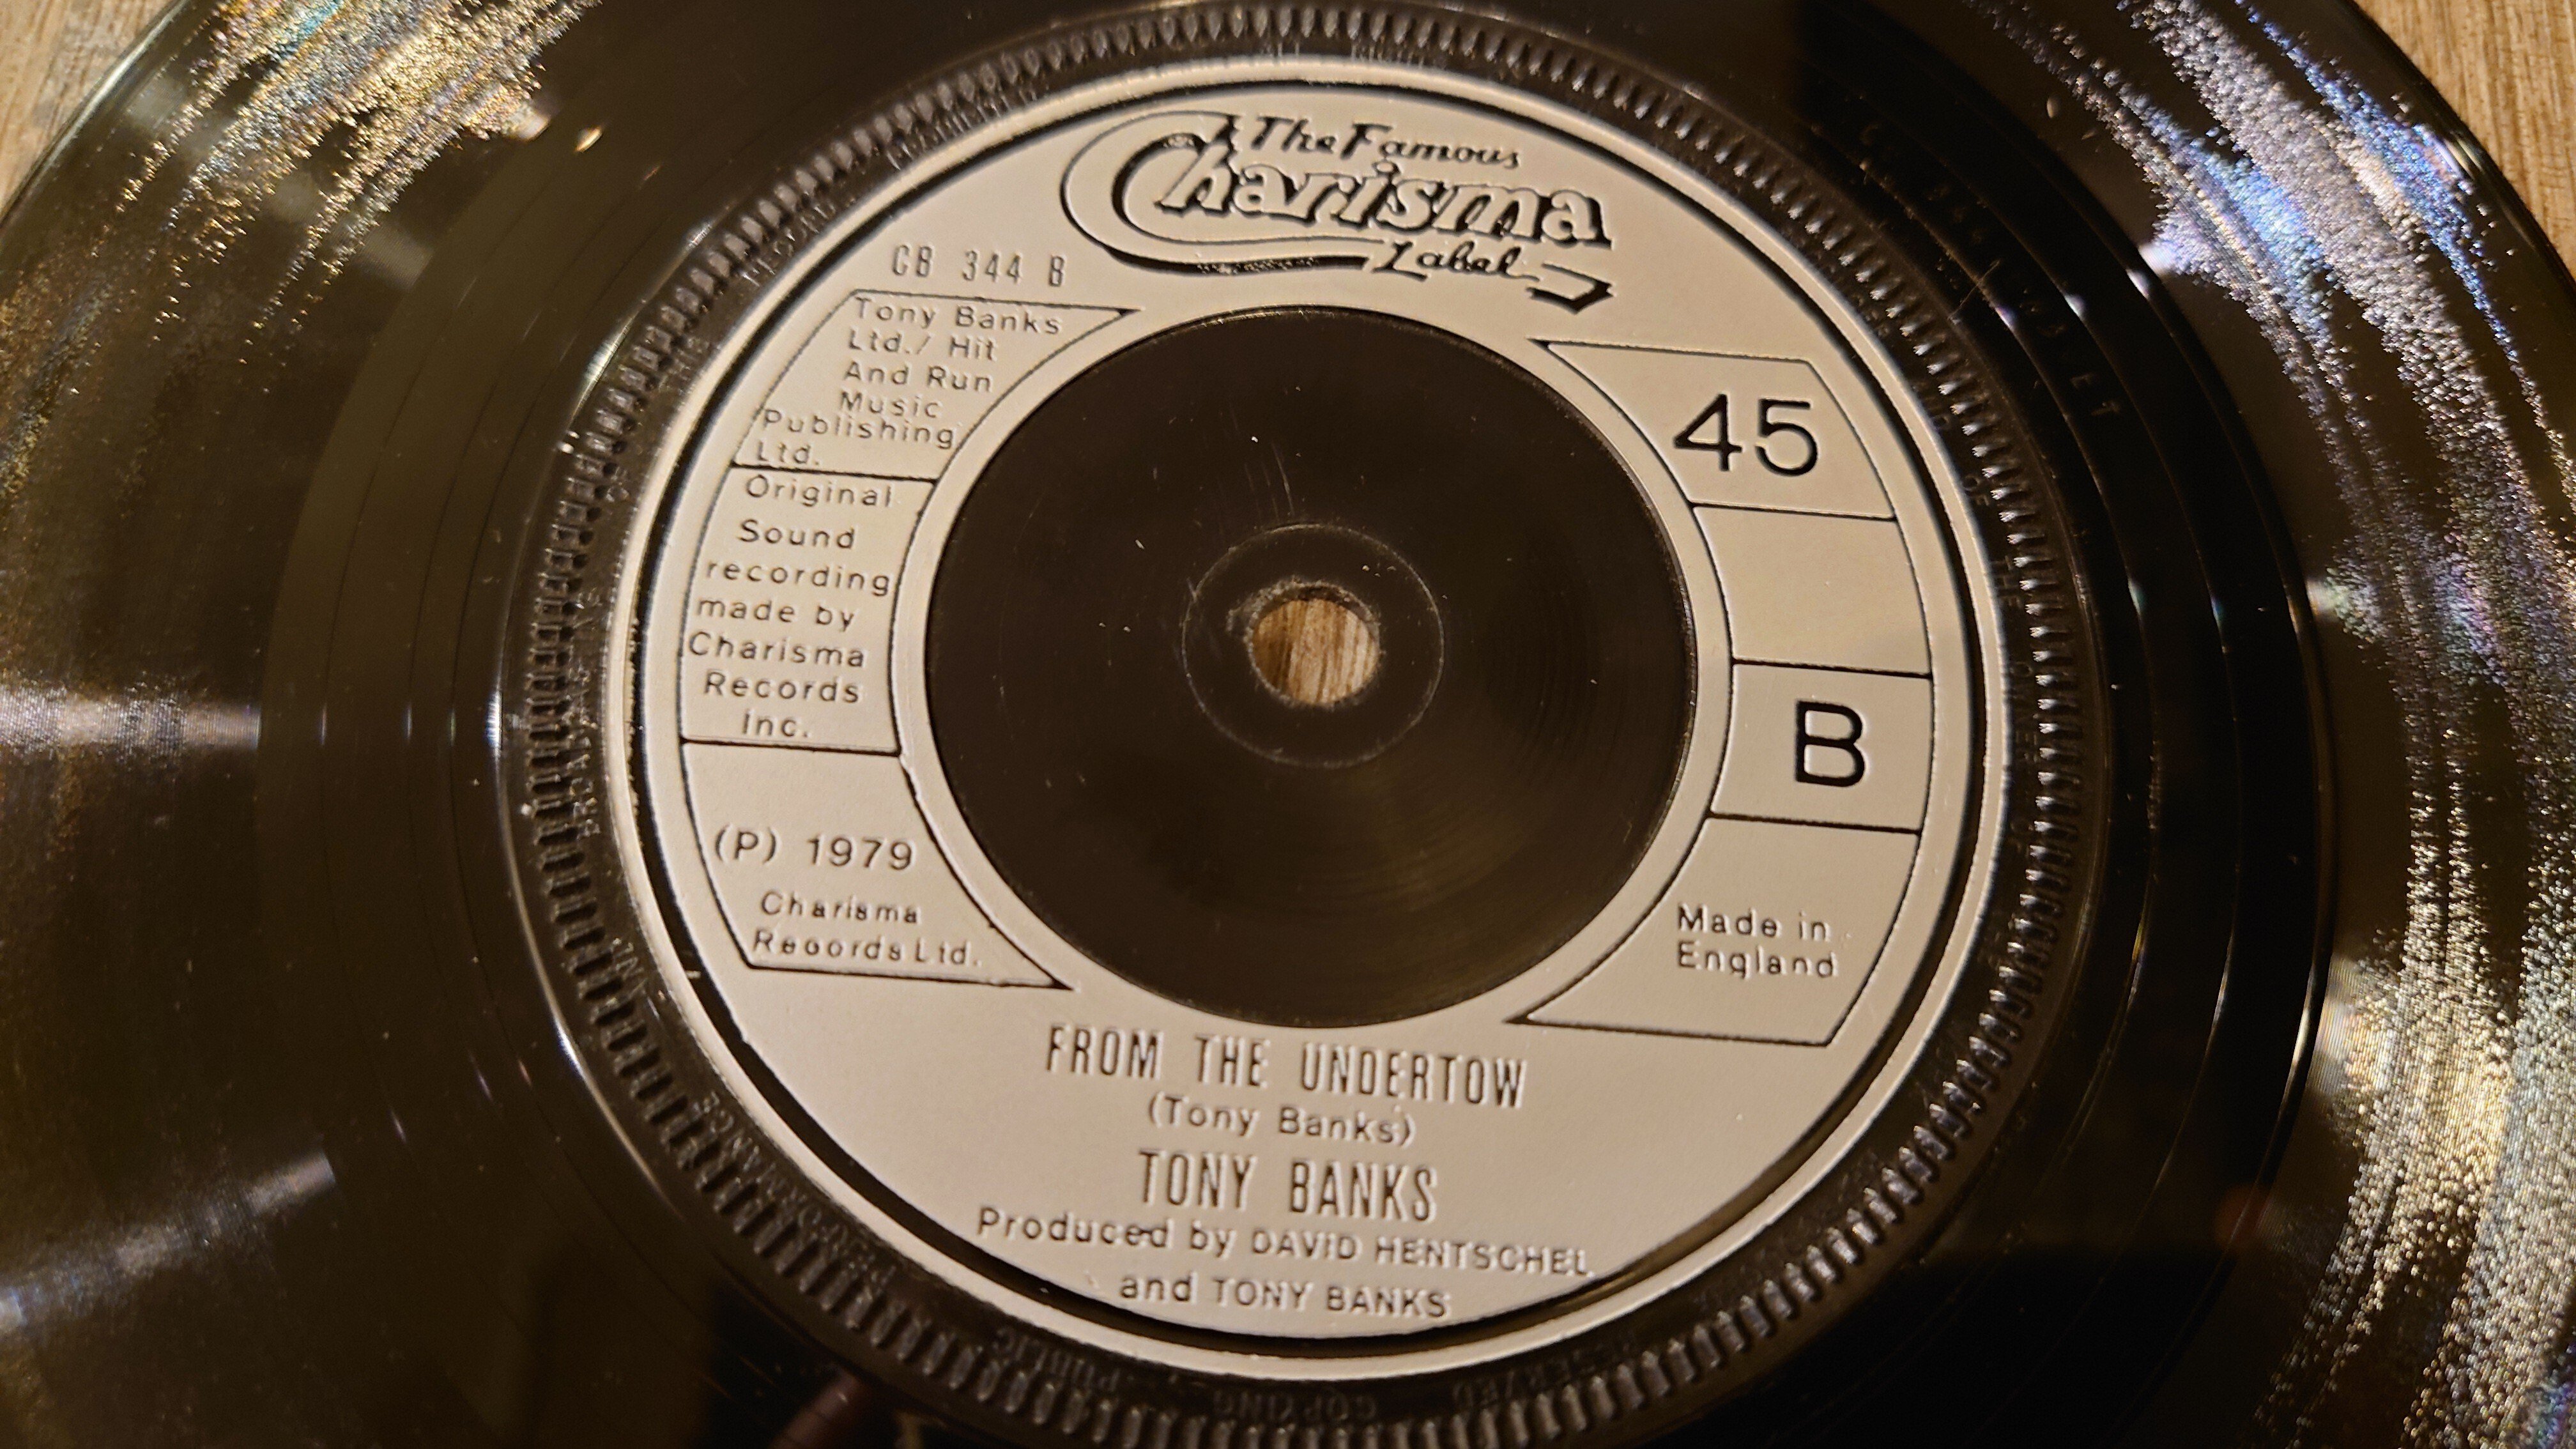 The Famous
Charisma
Label
CB 344 B
Tony Banks
Ltd./ Hit
And Run
Music
Publishing
Ltd.
Original
Sound
recording
made by
Charisma
Records
Inc.
(P) 1979
Charisma
Records Ltd.
45
B
Made in
England
FROM THE UNDERTOW
(Tony Banks)
TONY BANKS
Produced by DAVID HENTSCHEL
and TONY BANKS